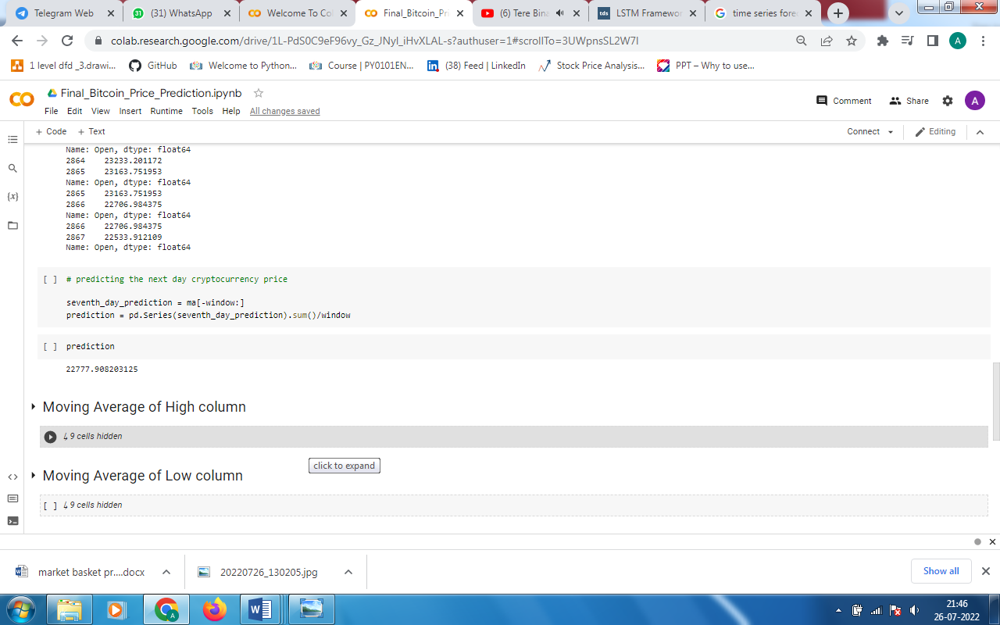 Telegram Web
(31) WhatsApp
Welcome To Co
Final_Bitcoin_Pr
(6) Tere Bina
LSTM Framewor
time series fore
colab.research.google.com/drive/1L-PdS0C9eF96vy_Gz_JNyl_iHvXLAL-s?authuser=1#scrollTo=3UWpnsSL2W7I
A
1 level dfd _3.drawi...
GitHub
Welcome to Python...
Course | PY0101EN...
(38) Feed | LinkedIn
Stock Price Analysis...
PPT – Why to use...
Final_Bitcoin_Price_Prediction.ipynb
Comment
Share
A
File Edit View Insert Runtime Tools Help All changes saved
+ Code + Text
Connect
Editing
Name: Open, dtype: float64
2864 23233.201172
2865 23163.751953
Name: Open, dtype: float64
2865 23163.751953
2866 22706.984375
Name: Open, dtype: float64
2866 22706.984375
2867 22533.912109
Name: Open, dtype: float64
[ ] # predicting the next day cryptocurrency price
seventh_day_prediction = ma[-window:]
prediction = pd.Series(seventh_day_prediction).sum()/window
[ ] prediction
22777.908203125
Moving Average of High column
↳ 9 cells hidden
click to expand
Moving Average of Low column
[ ] ↳ 9 cells hidden
market basket pr....docx
20220726_130205.jpg
Show all
21:46
26-07-2022